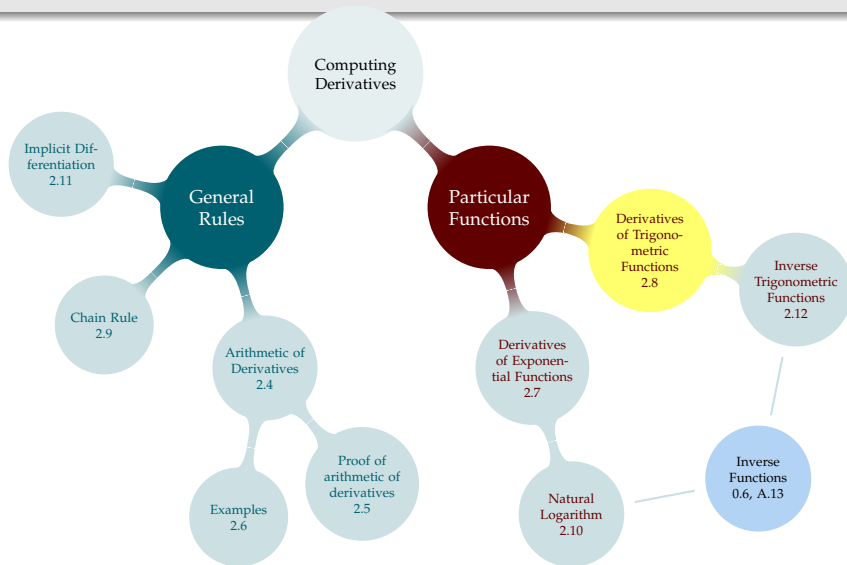 Computing
Derivatives
Implicit Dif-
ferentiation
2.11
General
Rules
Particular
Functions
Derivatives
of Trigono-
metric
Functions
2.8
Inverse
Trigonometric
Functions
2.12
Chain Rule
2.9
Arithmetic of
Derivatives
2.4
Derivatives
of Exponen-
tial Functions
2.7
Proof of
arithmetic of
derivatives
2.5
Examples
2.6
Natural
Logarithm
2.10
Inverse
Functions
0.6, A.13